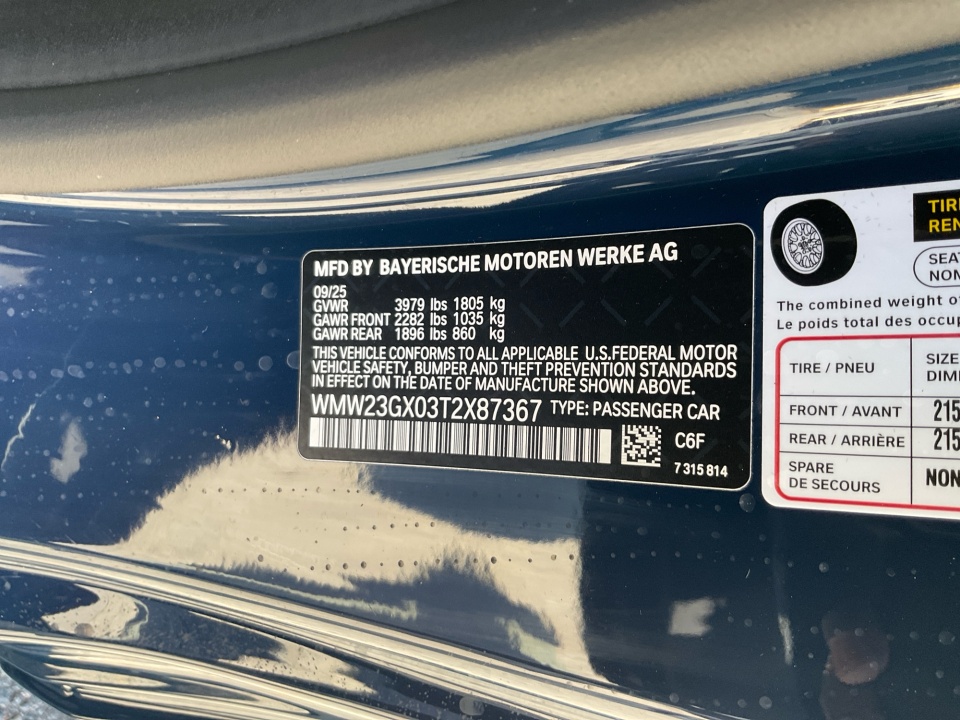 MFD BY BAYERISCHE MOTOREN WERKE AG
09/25
GVWR 3979 lbs 1805 kg
GAWR FRONT 2282 lbs 1035 kg
GAWR REAR 1896 lbs 860 kg
THIS VEHICLE CONFORMS TO ALL APPLICABLE U.S.FEDERAL MOTOR
VEHICLE SAFETY, BUMPER AND THEFT PREVENTION STANDARDS
IN EFFECT ON THE DATE OF MANUFACTURE SHOWN ABOVE.
WMW23GX03T2X87367 TYPE: PASSENGER CAR
C6F
7 315 814
The combined weight
Le poids total des
TIRE / PNEU
FRONT / AVANT 215
REAR / ARRIÈRE 215
SPARE
DE SECOURS